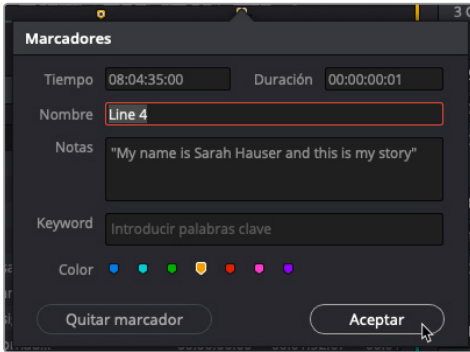 Marcadores
Tiempo 08:04:35:00 Duración 00:00:00:01
Nombre Line 4
Notas "My name is Sarah Hauser and this is my story"
Keyword Introducir palabras clave
Color
Quitar marcador Aceptar